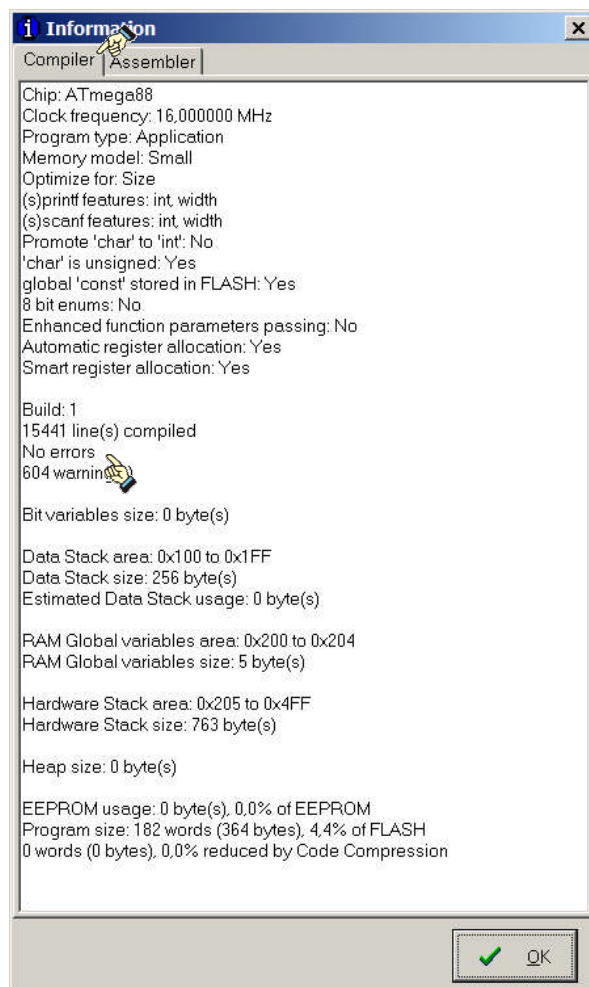 Information
Compiler
Assembler
Chip: ATmega88
Clock frequency: 16,000000 MHz
Program type: Application
Memory model: Small
Optimize for: Size
(s)printf features: int, width
(s)scanf features: int, width
Promote 'char' to 'int': No
'char' is unsigned: Yes
global 'const' stored in FLASH: Yes
8 bit enums: No
Enhanced function parameters passing: No
Automatic register allocation: Yes
Smart register allocation: Yes
Build: 1
15441 line(s) compiled
No errors
604
Bit variables size: 0 byte(s)
Data Stack area: 0x100 to 0x1FF
Data Stack size: 256 byte(s)
Estimated Data Stack usage: 0 byte(s)
RAM Global variables area: 0x200 to 0x204
RAM Global variables size: 5 byte(s)
Hardware Stack area: 0x205 to 0x4FF
Hardware Stack size: 763 byte(s)
Heap size: 0 byte(s)
EEPROM usage: 0 byte(s), 0,0% of EEPROM
Program size: 182 words (364 bytes), 4,4% of FLASH
0 words (0 bytes), 0,0% reduced by Code Compression
OK